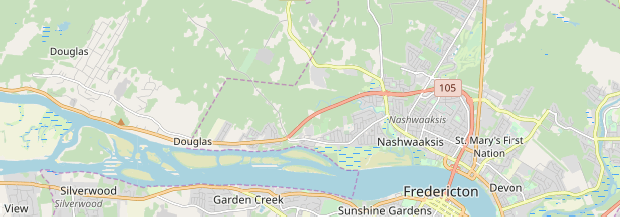 Douglas
105
Nashwaaksis
Douglas
Nashwaaksis
St. Mary's First
Nation
Silverwood
Silverwood
View
Garden Creek
Sunshine Gardens
Fredericton
Devon